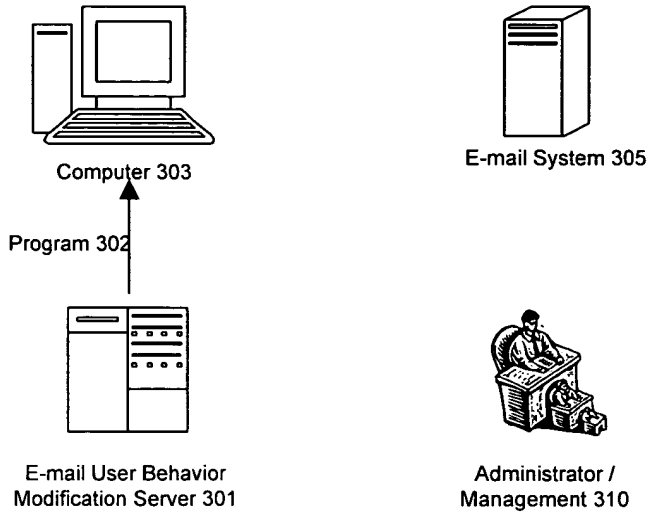 Computer 303
E-mail System 305
Program 302
E-mail User Behavior
Modification Server 301
Administrator /
Management 310